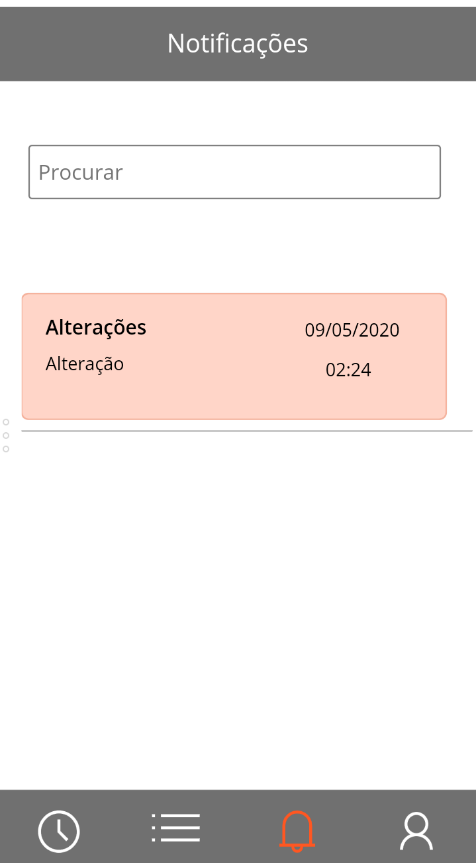 Notificações
Procurar
Alterações
09/05/2020
Alteração
02:24